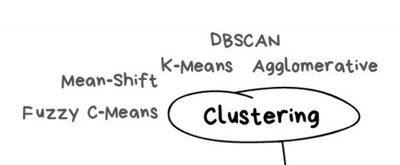 DBSCAN
K-Means Agglomerative
Mean-Shift
Fuzzy C-Means
Clustering